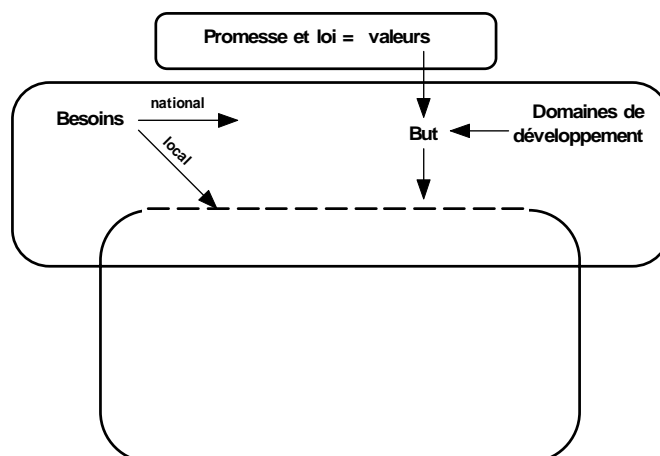 Promesse et loi = valeurs
national
Besoins
local
But
Domaines de
développement